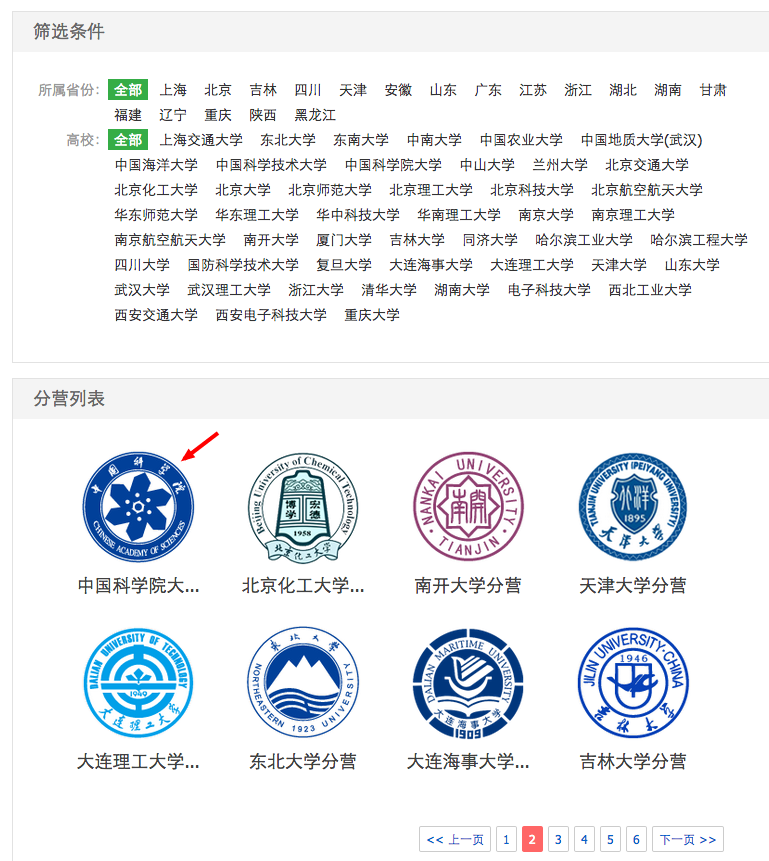 筛选条件
所属省份: 全部 上海 北京 吉林 四川 天津 安徽 山东 广东 江苏 浙江 湖北 湖南 甘肃
福建 辽宁 重庆 陕西 黑龙江
高校: 全部 上海交通大学 东北大学 东南大学 中南大学 中国农业大学 中国地质大学(武汉)
中国海洋大学 中国科学技术大学 中国科学院大学 中山大学 兰州大学 北京交通大学
北京化工大学 北京大学 北京师范大学 北京理工大学 北京科技大学 北京航空航天大学
华东师范大学 华东理工大学 华中科技大学 华南理工大学 南京大学 南京理工大学
南京航空航天大学 南开大学 厦门大学 吉林大学 同济大学 哈尔滨工业大学 哈尔滨工程大学
四川大学 国防科学技术大学 复旦大学 大连海事大学 大连理工大学 天津大学 山东大学
武汉大学 武汉理工大学 浙江大学 清华大学 湖南大学 电子科技大学 西北工业大学
西安交通大学 西安电子科技大学 重庆大学
分营列表
中国科学院
CHINESE ACADEMY OF SCIENCES
Beijing University of Chemical Technology
博学 宏德
1958
北京化工大学
NANKAI UNIVERSITY
南開
TIANJIN
TIANJIN UNIVERSITY (PEIYANG UNIVERSITY)
北洋
1895
天津大学
中国科学院大... 北京化工大学... 南开大学分营 天津大学分营
DALIAN UNIVERSITY OF TECHNOLOGY
1949
大连理工大学
東北大学
NORTHEASTERN 1923 UNIVERSITY
DALIAN MARITIME UNIVERSITY
大连海事大学
1909
JILIN UNIVERSITY·CHINA
1946
吉林大学
大连理工大学... 东北大学分营 大连海事大学... 吉林大学分营
<< 上一页 1 2 3 4 5 6 下一页 >>